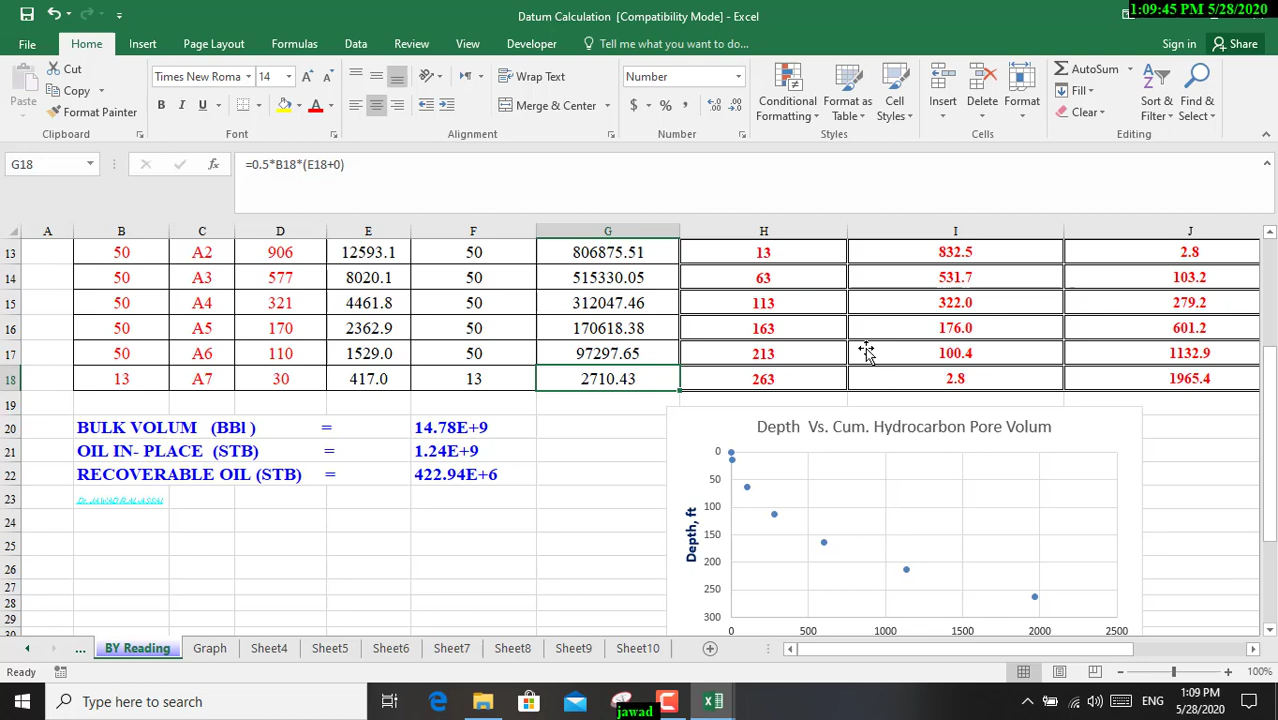 1:09:45 PM 5/28/2020
Datum Calculation [Compatibility Mode] - Excel
File Home Insert Page Layout Formulas Data Review View Developer Tell me what you want to do... Sign in Share
Cut
Copy
Format Painter
Paste
Clipboard
Times New Roma 14
B I U
Font
Wrap Text
Merge & Center
Alignment
Number
$ % ,
Number
Conditional Formatting
Format as Table
Cell Styles
Styles
Insert Delete Format
Cells
AutoSum
Fill
Clear
Sort & Filter
Find & Select
Editing
G18 =0.5*B18*(E18+0)
A B C D E F G H I J
13 50 A2 906 12593.1 50 806875.51 13 832.5 2.8
14 50 A3 577 8020.1 50 515330.05 63 531.7 103.2
15 50 A4 321 4461.8 50 312047.46 113 322.0 279.2
16 50 A5 170 2362.9 50 170618.38 163 176.0 601.2
17 50 A6 110 1529.0 50 97297.65 213 100.4 1132.9
18 13 A7 30 417.0 13 2710.43 263 2.8 1965.4
19
20 BULK VOLUM (BBl ) = 14.78E+9
21 OIL IN- PLACE (STB) = 1.24E+9
22 RECOVERABLE OIL (STB) = 422.94E+6
23
24
25
26
27
28
29
30
Depth Vs. Cum. Hydrocarbon Pore Volum
Depth, ft
0
50
100
150
200
250
300
0 500 1000 1500 2000 2500
... BY Reading Graph Sheet4 Sheet5 Sheet6 Sheet7 Sheet8 Sheet9 Sheet10
Ready 100%
Type here to search
jawad
ENG
1:09 PM
5/28/2020